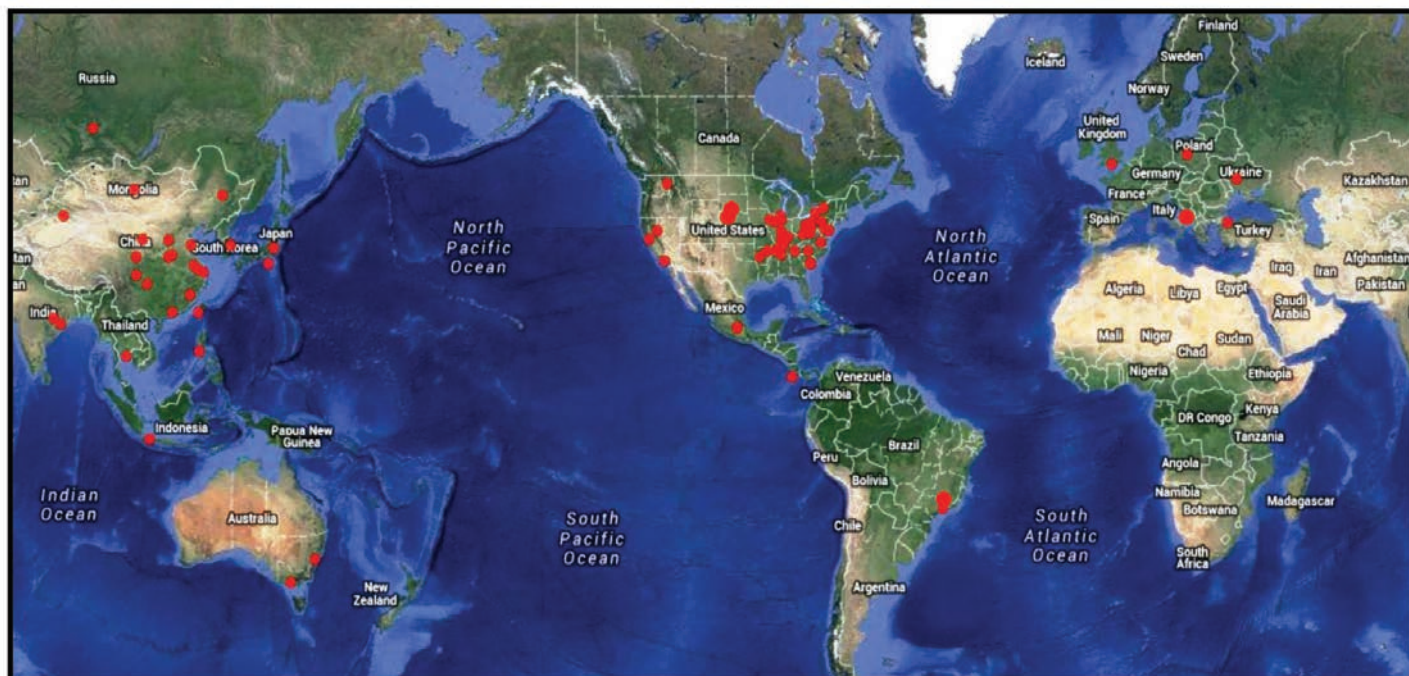 Finland
Iceland
Sweden
Russia
Norway
United
Kingdom
Canada
Poland
Germany
Ukraine
Mongolia
France
Kazakhstan
tan
Italy
Spain
Turkey
Japan
United States
China
South Korea
North
Pacific
Ocean
North
Atlantic
Ocean
tan
Iraq
Iran
Afghanistan
Pakistan
an
Algeria
Libya
Egypt
Saudi
Arabia
Mexico
India
Thailand
Mali
Niger
Chad
Sudan
Venezuela
Nigeria
Ethiopia
Colombia
Kenya
DR Congo
Indonesia
Papua New
Guinea
Tanzania
Brazil
Peru
Angola
Bolivia
Namibia
Botswana
Madagascar
Indian
Ocean
Australia
Chile
South
Pacific
Ocean
South
Atlantic
Ocean
South
Africa
New
Zealand
Argentina